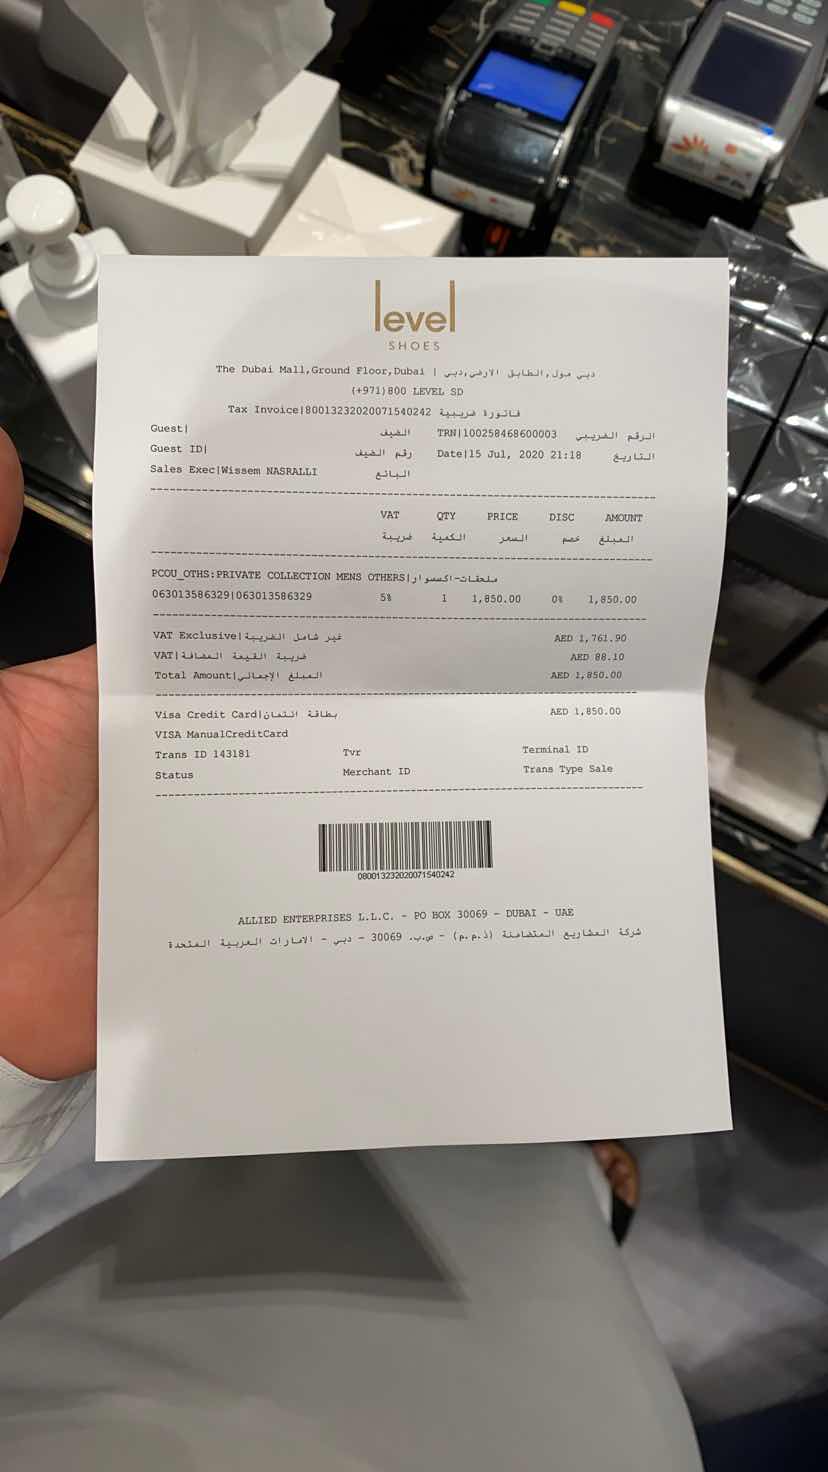 level
SHOES
The Dubai Mall,Ground Floor,Dubai | دبي مول,الطابق الارضي,دبي
(+971)800 LEVEL SD
Tax Invoice|80013232020071540242 فاتورة ضريبية
Guest| الضيف TRN|100258468600003 الرقم الضريبي
Guest ID| رقم الضيف Date|15 Jul, 2020 21:18 التاريخ
Sales Exec|Wissem NASRALLI البائع
VAT QTY PRICE DISC AMOUNT
ضريبة الكمية السعر خصم المبلغ
PCOU_OTHS:PRIVATE COLLECTION MENS OTHERS|ملحقات-اكسسوار
063013586329|063013586329 5% 1 1,850.00 0% 1,850.00
VAT Exclusive|غير شامل الضريبة AED 1,761.90
VAT|ضريبة القيمة المضافة AED 88.10
Total Amount|المبلغ الإجمالي AED 1,850.00
Visa Credit Card|بطاقة ائتمان AED 1,850.00
VISA ManualCreditCard
Trans ID 143181 Tvr Terminal ID
Status Merchant ID Trans Type Sale
080013232020071540242
ALLIED ENTERPRISES L.L.C. - PO BOX 30069 - DUBAI - UAE
شركة المشاريع المتضامنة (ذ.م.م) - ص.ب. 30069 - دبي - الامارات العربية المتحدة